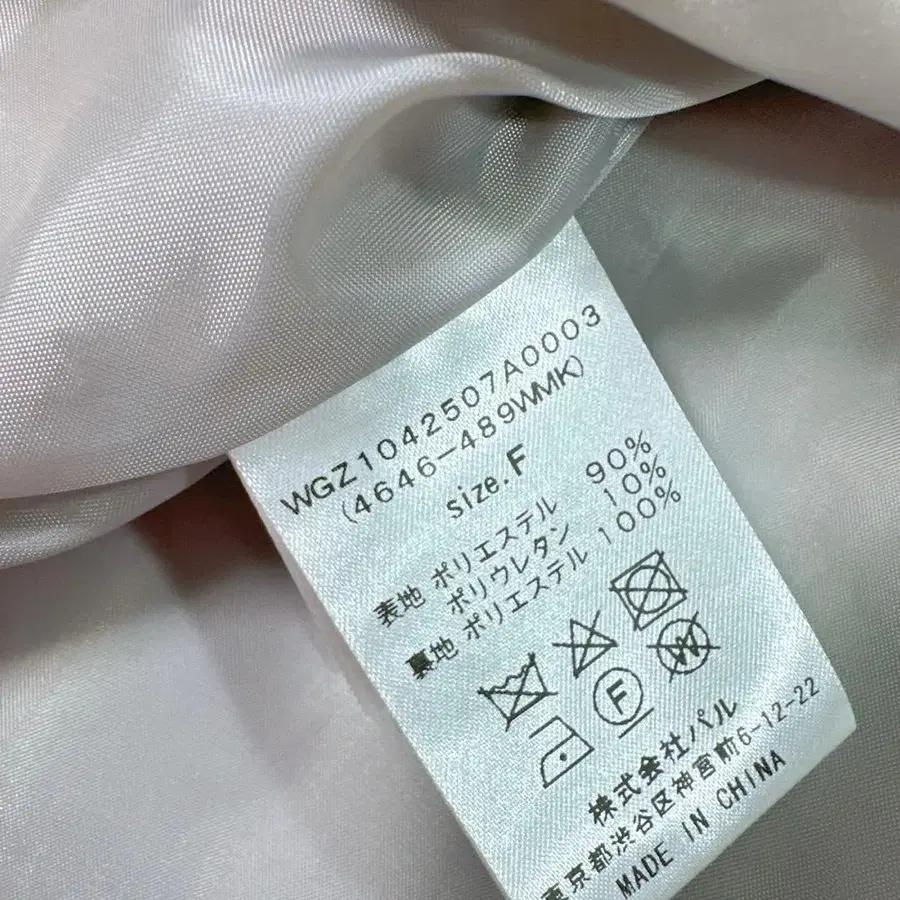 WGZ1042507A0003
(4646-489WMK)
size.F
表地 ポリエステル 90%
ポリウレタン 10%
裏地 ポリエステル 100%
W
F
株式会社パル
東京都渋谷区神宮前6-12-22
MADE IN CHINA